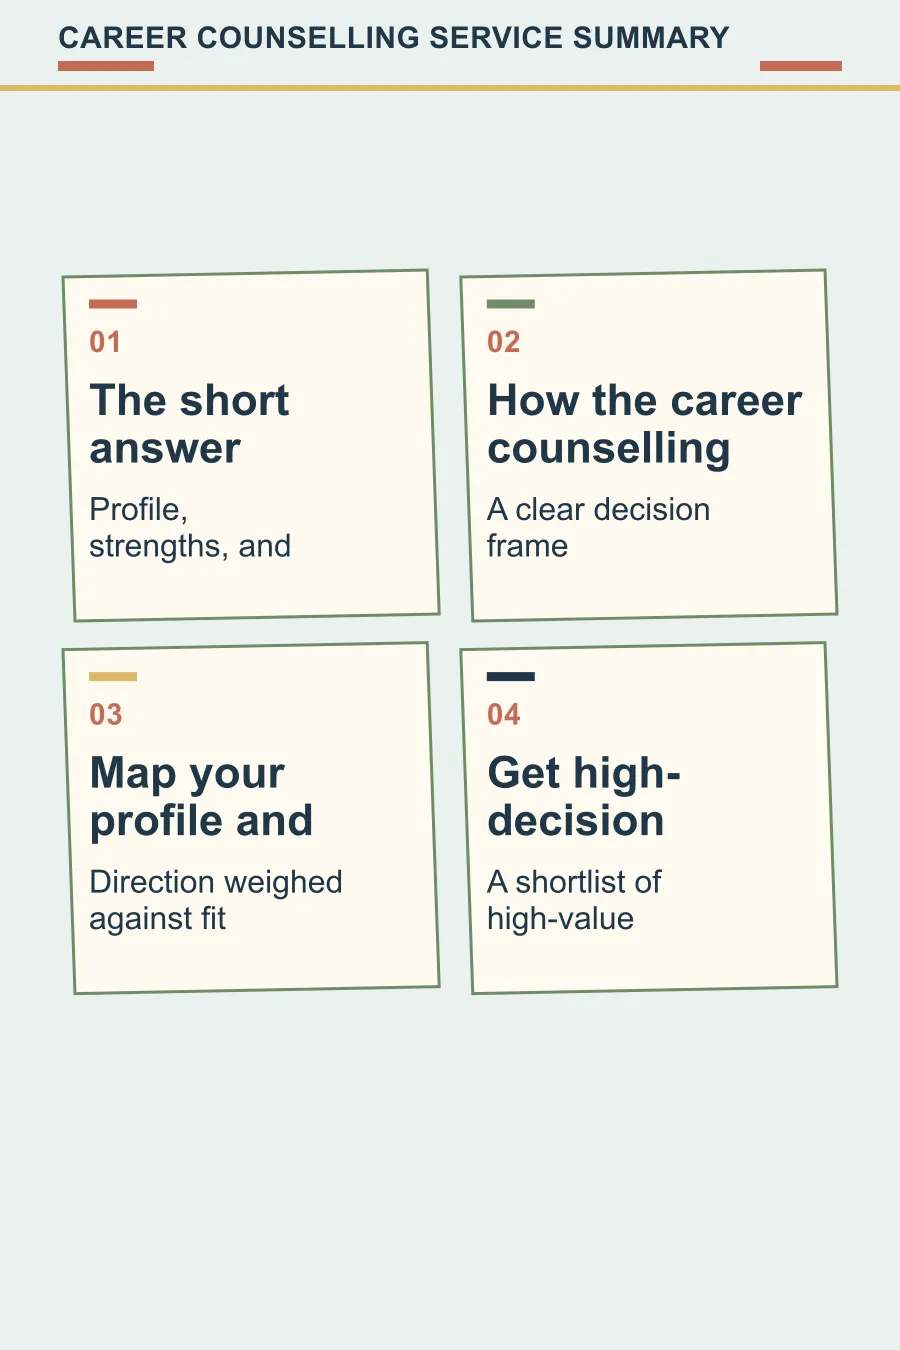 CAREER COUNSELLING SERVICE SUMMARY
01
The short
answer
Profile,
strengths, and
02
How the career
counselling
A clear decision
frame
03
Map your
profile and
Direction weighed
against fit
04
Get high-
decision
A shortlist of
high-value